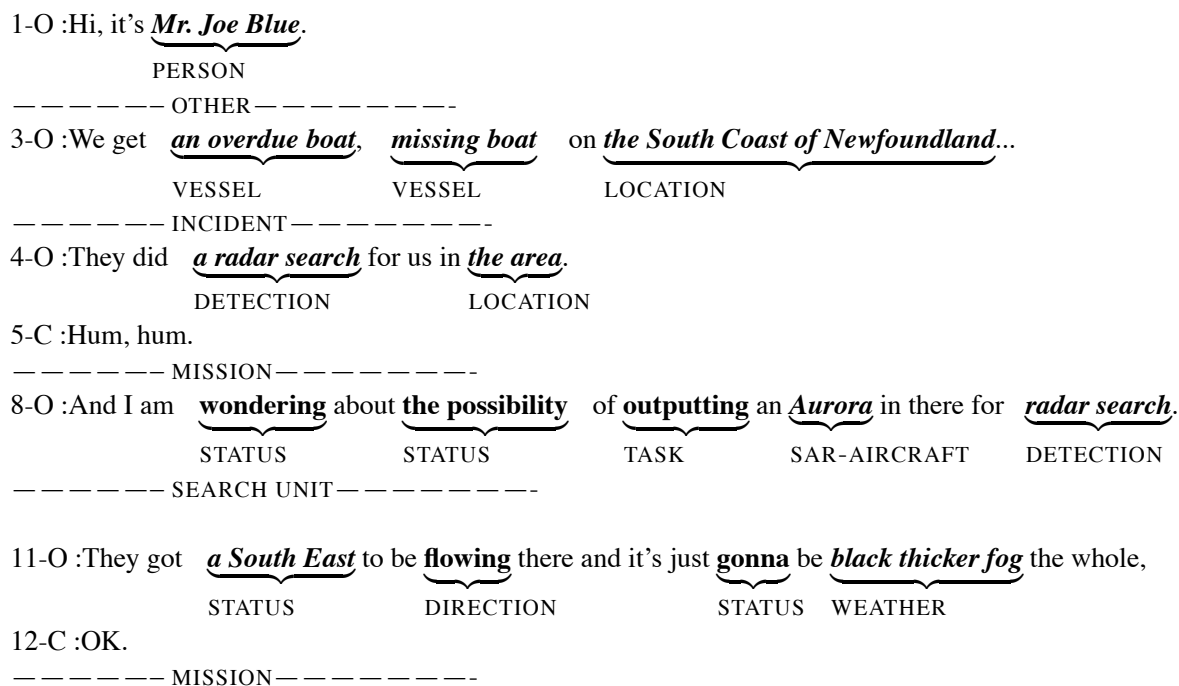 1-O :Hi, it’s Mr. Joe Blue.
PERSON
— — — — — – OTHER — — — — — — — -
3-O :We get an overdue boat, missing boat on the South Coast of Newfoundland...
VESSEL VESSEL LOCATION
— — — — — – INCIDENT — — — — — — — -
4-O :They did a radar search for us in the area.
DETECTION LOCATION
5-C :Hum, hum.
— — — — — – MISSION — — — — — — — -
8-O :And I am wondering about the possibility of outputting an Aurora in there for radar search.
STATUS STATUS TASK SAR-AIRCRAFT DETECTION
— — — — — – SEARCH UNIT — — — — — — — -
11-O :They got a South East to be flowing there and it’s just gonna be black thicker fog the whole,
STATUS DIRECTION STATUS WEATHER
12-C :OK.
— — — — — – MISSION — — — — — — — -